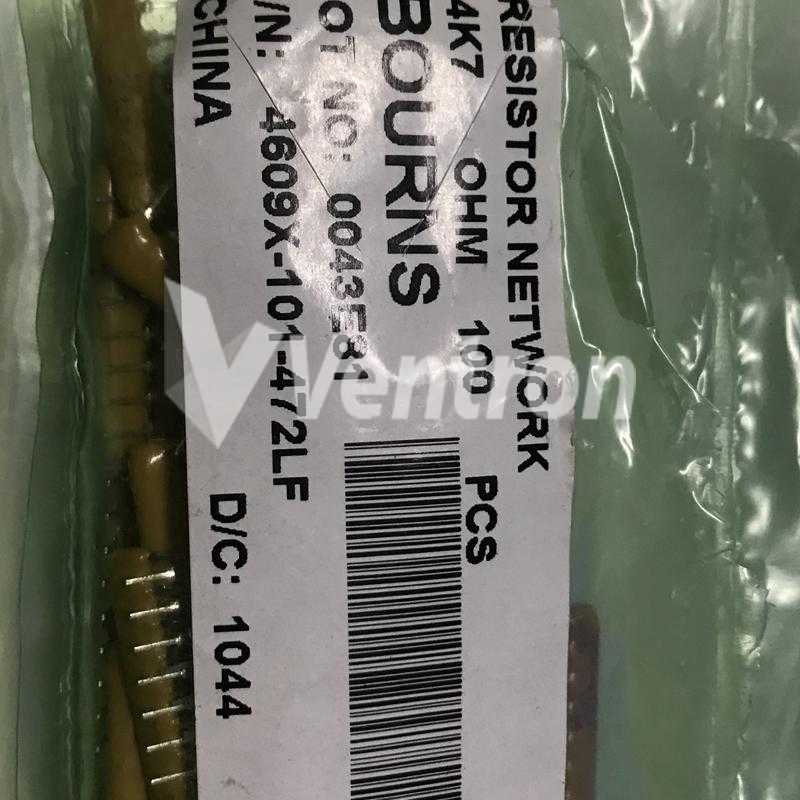 RESISTOR NETWORK
4K7 OHM 100 PCS
BOURNS
OT NO: 0043E81
/N: 4609X-101-472LF
CHINA D/C: 1044
Ventron